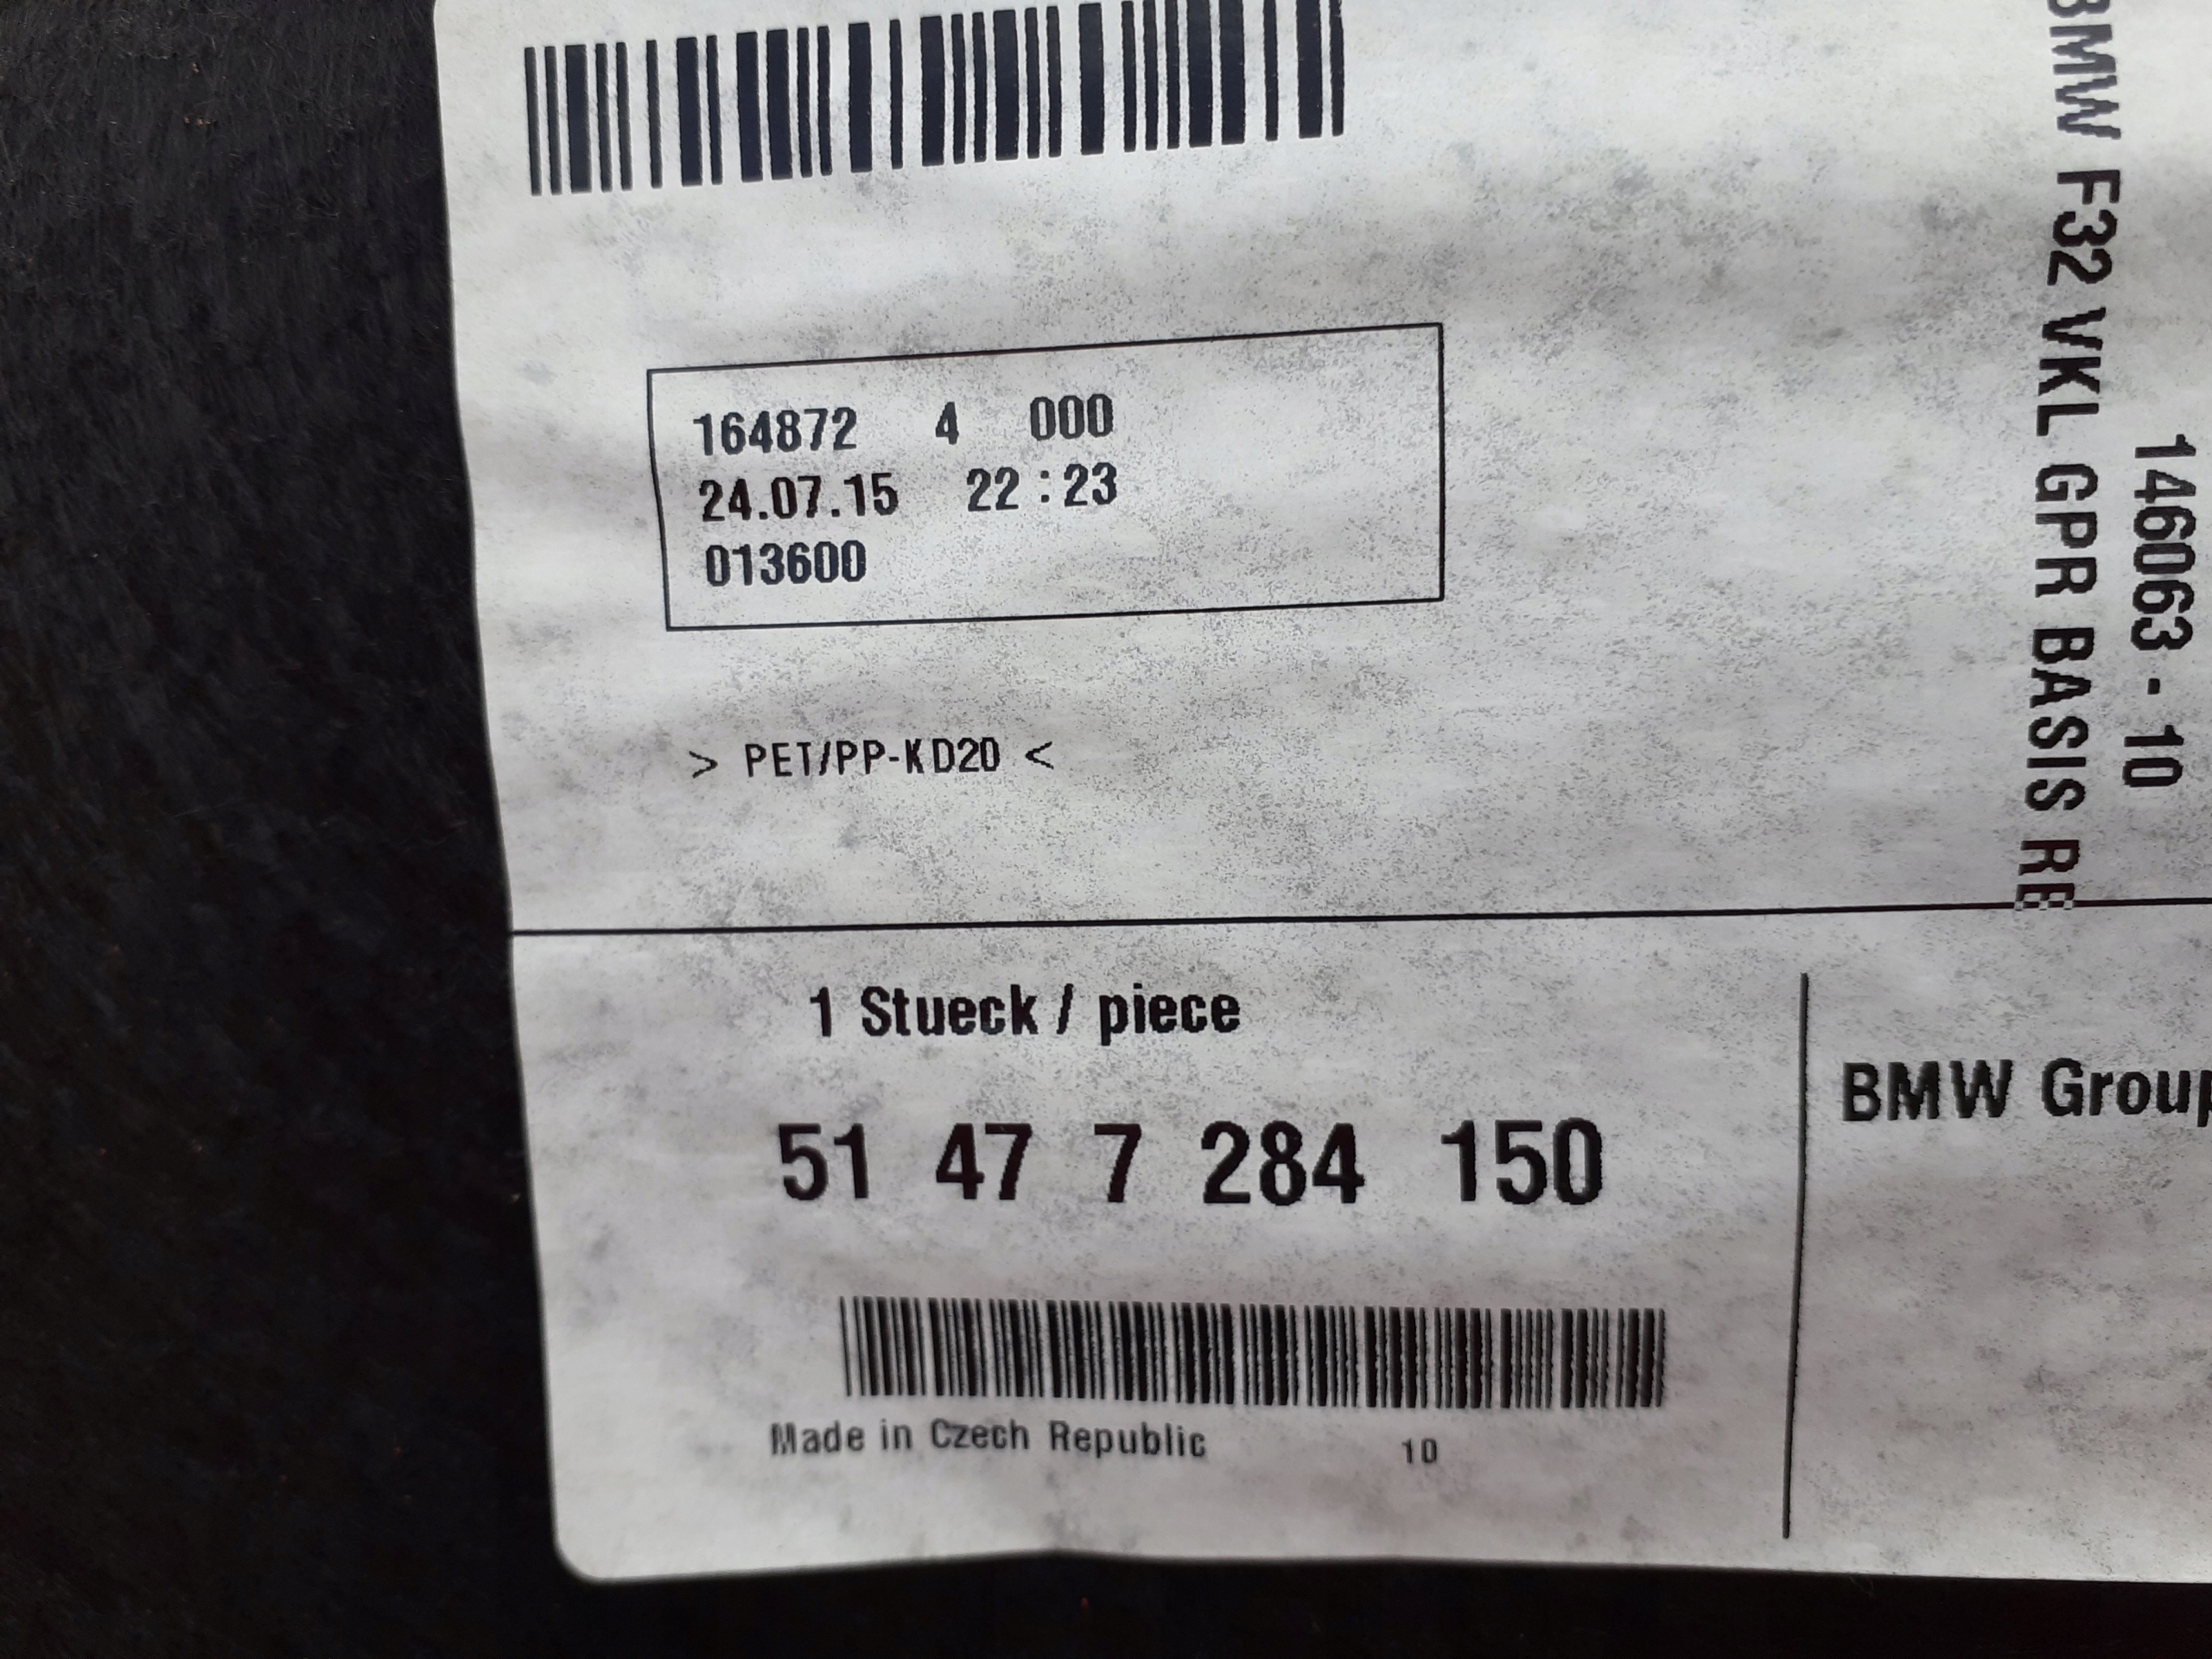 164872 4 000
24.07.15 22:23
013600
> PET/PP-KD20 <
BMW F32 VKL GPR BASIS RE
146063 - 10
1 Stueck / piece
51 47 7 284 150
Made in Czech Republic 10
BMW Group